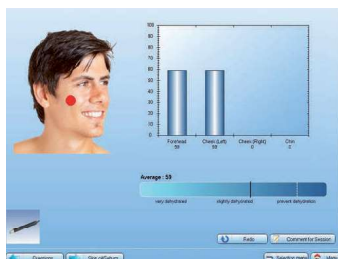 100
90
80
70
60
50
40
30
20
10
0
Forehead Cheek (Left) Cheek (Right) Chin
59 59 0 0
Average : 59
very dehydrated slightly dehydrated prevent dehydration
Redo Comment for Session
Selection menu